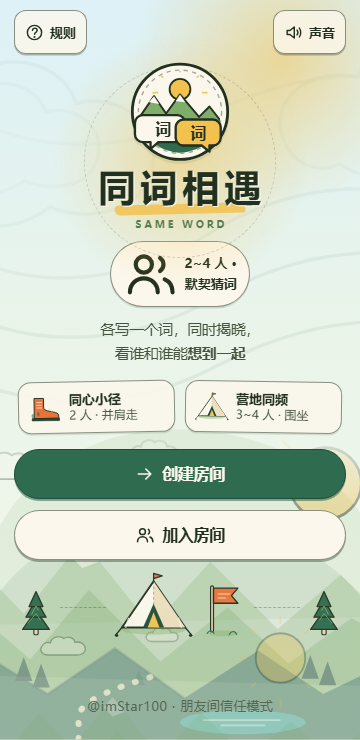 规则
声音
词
词
同词相遇
SAME WORD
2~4 人 •
默契猜词
各写一个词，同时揭晓，
看谁和谁能想到一起
同心小径
2 人 · 并肩走
营地同频
3~4 人 · 围坐
创建房间
加入房间
@imStar100 · 朋友间信任模式